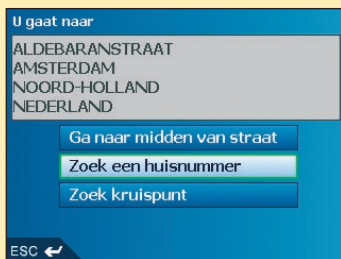 U gaat naar
ALDEBARANSTRAAT
AMSTERDAM
NOORD-HOLLAND
NEDERLAND
Ga naar midden van straat
Zoek een huisnummer
Zoek kruispunt
ESC